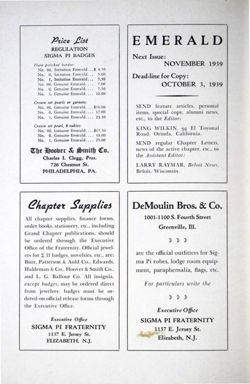 Price List
REGULATION
SIGMA PI BADGES
Plain polished border
No. 00, Imitation Emerald
No. 0, Imitation Emerald
No. 1, Imitation Emerald
No. 00, Genuine Emerald
No. 0, Genuine Emerald
No. 1, Genuine Emerald
Crown set pearls or garnets
No. 00, Genuine Emerald
No. 0, Genuine Emerald
No. 1, Genuine Emerald
Crown set pearl, 4 rubies
No. 00, Genuine Emerald
No. 0, Genuine Emerald
No. 1, Genuine Emerald
The Hoover & Smith Co.
Charles I. Clegg, Pres.
726 Chestnut St.
PHILADELPHIA, PA.
EMERALD
Next Issue:
NOVEMBER 1939
Dead-line for Copy:
OCTOBER 3, 1939
SEND feature articles, personal
items, special copy, alumni news,
etc., to the Editor:
KING WILKIN, 92 El Toyonal
Road, Orinda, California.
SEND regular Chapter Letters,
news of the active chapter, etc., to
the Assistant Editor:
LARRY RAYMAR, Beloit News,
Beloit, Wisconsin.
Chapter Supplies
All chapter supplies, finance forms,
order books, stationery, etc., including
Grand Chapter publications, should
be ordered through the Executive
Office of the Fraternity. Official jewelers
for Σ Π badges, novelties, etc., are:
Burr, Patterson & Auld Co., Edwards,
Haldeman & Co., Hoover & Smith Co.,
and L. G. Balfour Co. All insignia,
except badges, may be ordered direct
from jewelers; badges must be ordered
on official release forms through
the Executive Office.
Executive Office
SIGMA PI FRATERNITY
1137 E. Jersey St.
ELIZABETH, N.J.
DeMoulin Bros. & Co.
1001-1100 S. Fourth Street
Greenville, Ill.
are the official outfitters for Sigma
Pi robes, lodge room equipment,
paraphernalia, flags, etc.
For particulars write the
Executive Office
SIGMA PI FRATERNITY
1137 E. Jersey St.
Elizabeth, N.J.